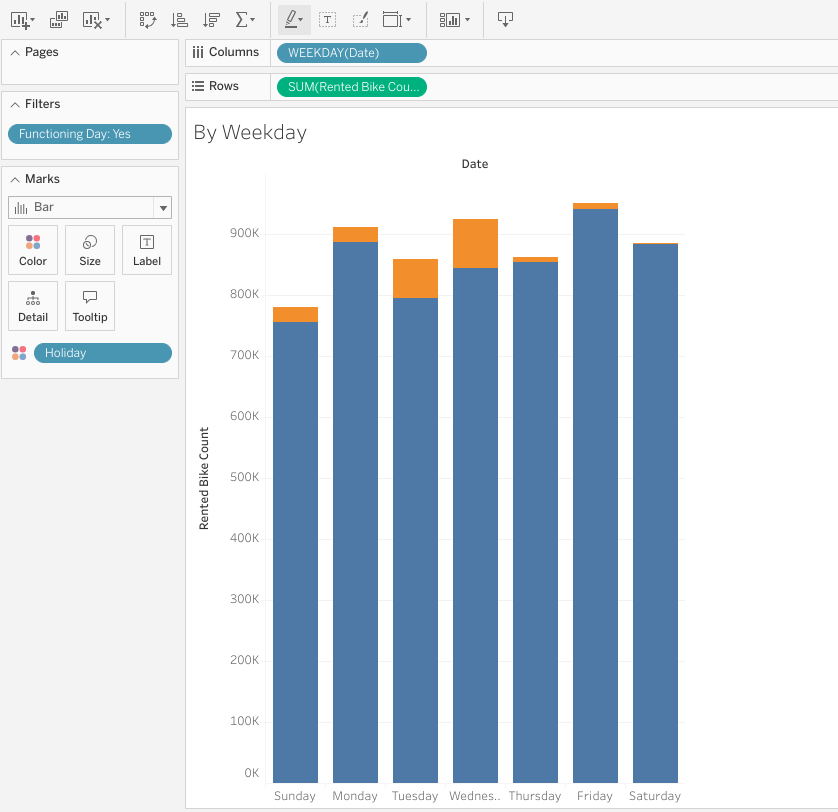 Pages
Columns
WEEKDAY(Date)
Rows
SUM(Rented Bike Cou...
Filters
Functioning Day: Yes
Marks
Bar
Color
Size
T
Label
Detail
Tooltip
Holiday
By Weekday
Date
Rented Bike Count
900K
800K
700K
600K
500K
400K
300K
200K
100K
0K
Sunday Monday Tuesday Wednes.. Thursday Friday Saturday